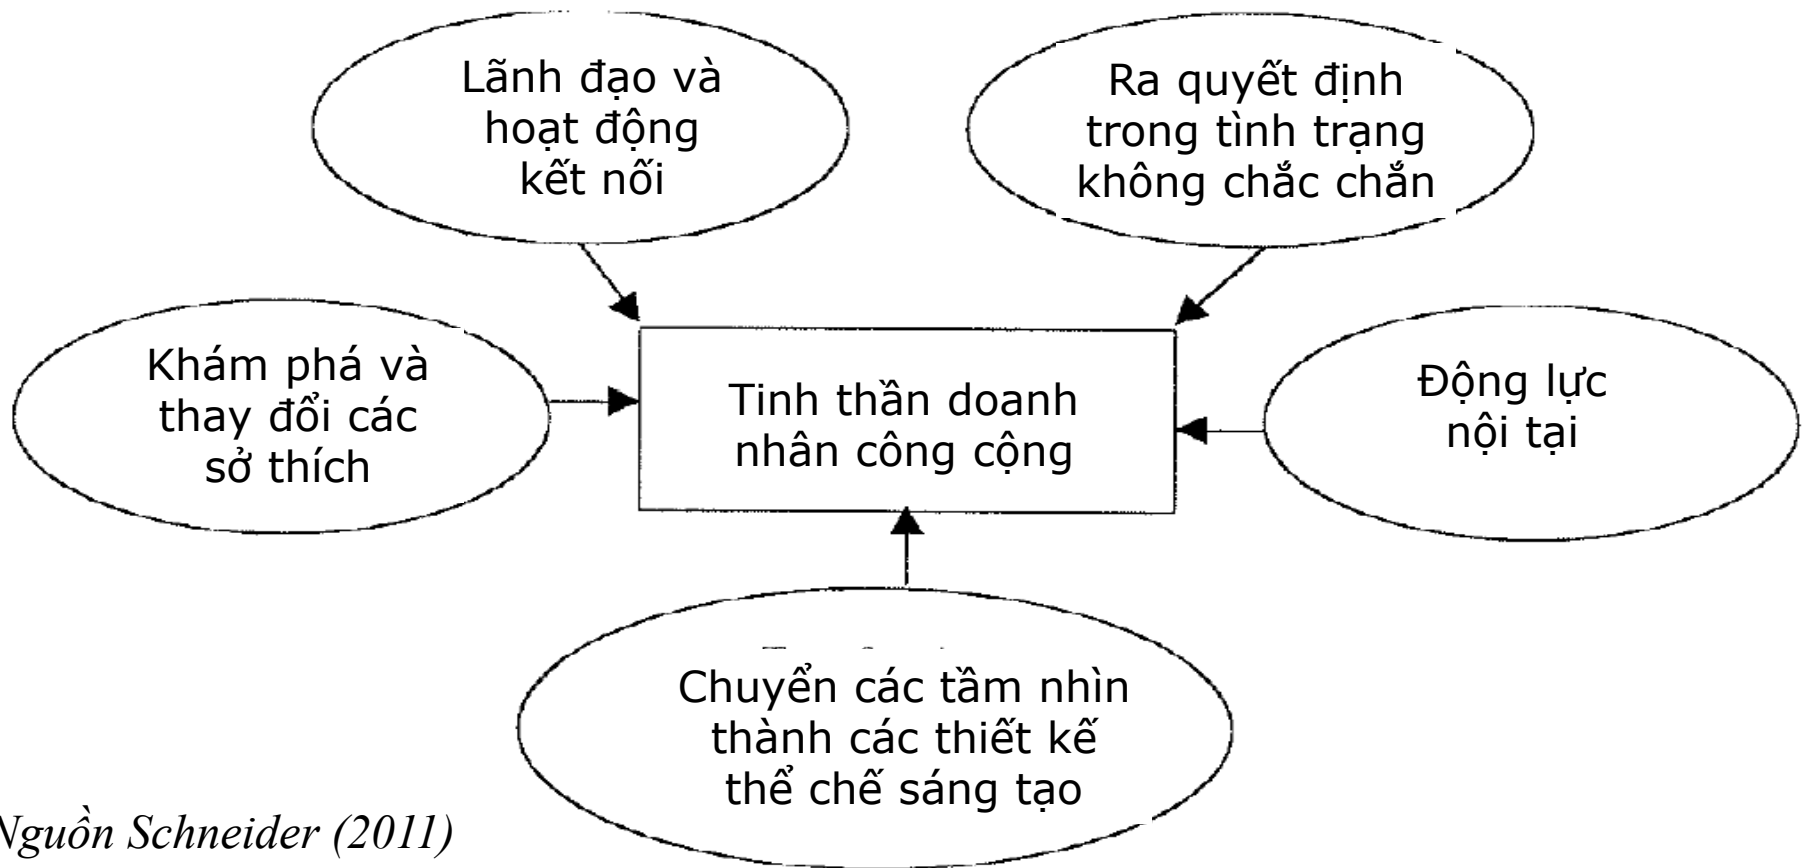 Lãnh đạo và
hoạt động
kết nối
Ra quyết định
trong tình trạng
không chắc chắn
Khám phá và
thay đổi các
sở thích
Tinh thần doanh
nhân công cộng
Động lực
nội tại
Chuyển các tầm nhìn
thành các thiết kế
thể chế sáng tạo
Nguồn Schneider (2011)